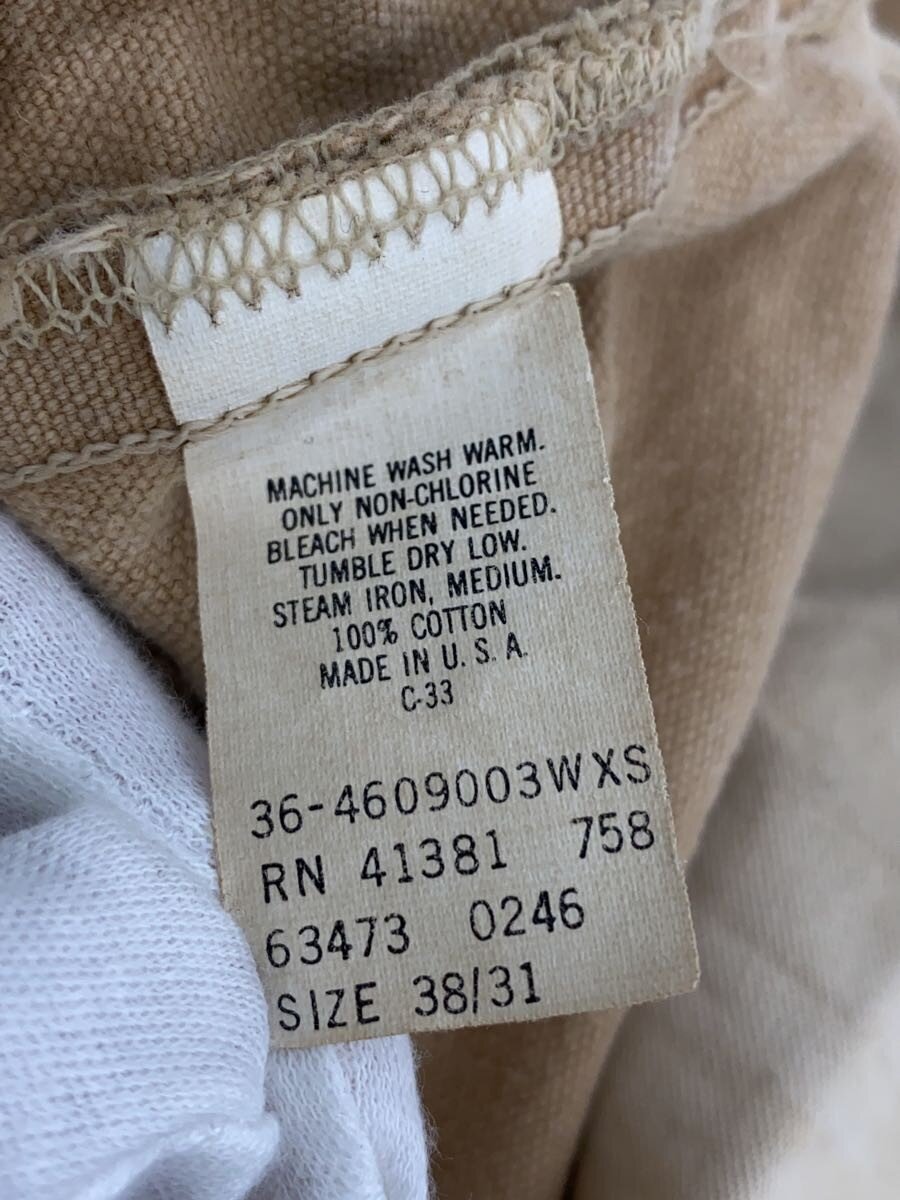 MACHINE WASH WARM.
ONLY NON-CHLORINE
BLEACH WHEN NEEDED.
TUMBLE DRY LOW.
STEAM IRON, MEDIUM.
100% COTTON
MADE IN U. S. A.
C-33
36-4609003WXS
RN 41381 758
63473 0246
SIZE 38/31